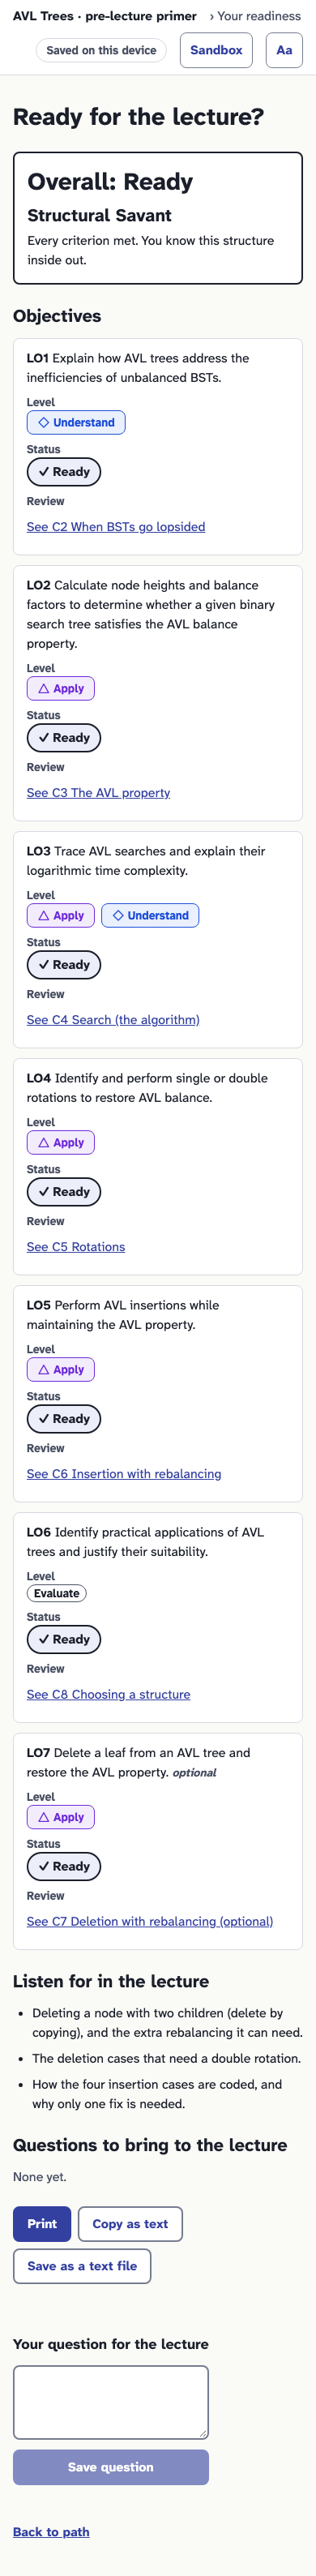 AVL Trees · pre-lecture primer › Your readiness
Saved on this device
Sandbox
Aa
Ready for the lecture?
Overall: Ready
Structural Savant
Every criterion met. You know this structure
inside out.
Objectives
LO1 Explain how AVL trees address the
inefficiencies of unbalanced BSTs.
Level
◇ Understand
Status
✓ Ready
Review
See C2 When BSTs go lopsided
LO2 Calculate node heights and balance
factors to determine whether a given binary
search tree satisfies the AVL balance
property.
Level
△ Apply
Status
✓ Ready
Review
See C3 The AVL property
LO3 Trace AVL searches and explain their
logarithmic time complexity.
Level
△ Apply ◇ Understand
Status
✓ Ready
Review
See C4 Search (the algorithm)
LO4 Identify and perform single or double
rotations to restore AVL balance.
Level
△ Apply
Status
✓ Ready
Review
See C5 Rotations
LO5 Perform AVL insertions while
maintaining the AVL property.
Level
△ Apply
Status
✓ Ready
Review
See C6 Insertion with rebalancing
LO6 Identify practical applications of AVL
trees and justify their suitability.
Level
Evaluate
Status
✓ Ready
Review
See C8 Choosing a structure
LO7 Delete a leaf from an AVL tree and
restore the AVL property. optional
Level
△ Apply
Status
✓ Ready
Review
See C7 Deletion with rebalancing (optional)
Listen for in the lecture
• Deleting a node with two children (delete by
copying), and the extra rebalancing it can need.
• The deletion cases that need a double rotation.
• How the four insertion cases are coded, and
why only one fix is needed.
Questions to bring to the lecture
None yet.
Print
Copy as text
Save as a text file
Your question for the lecture
Save question
Back to path